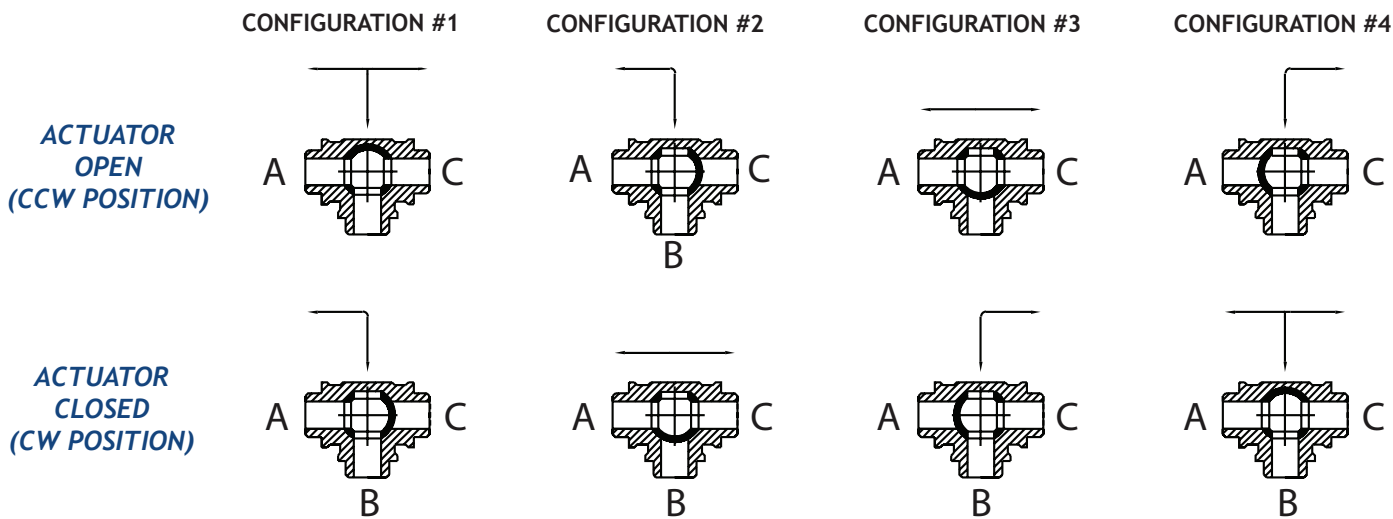 CONFIGURATION #1
CONFIGURATION #2
CONFIGURATION #3
CONFIGURATION #4
ACTUATOR
OPEN
(CCW POSITION)
A
C
A
C
B
A
C
A
C
ACTUATOR
CLOSED
(CW POSITION)
A
C
B
A
C
B
A
C
B
A
C
B